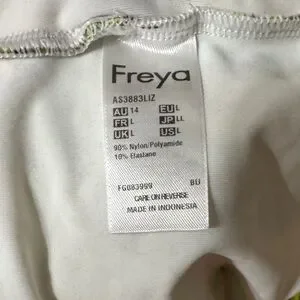 Freya
AS3883LIZ
AU 14 EU L
FR L JP LL
UK L US L
90% Nylon/Polyamide
10% Elastane
FG083999 BIJ
CARE ON REVERSE
MADE IN INDONESIA